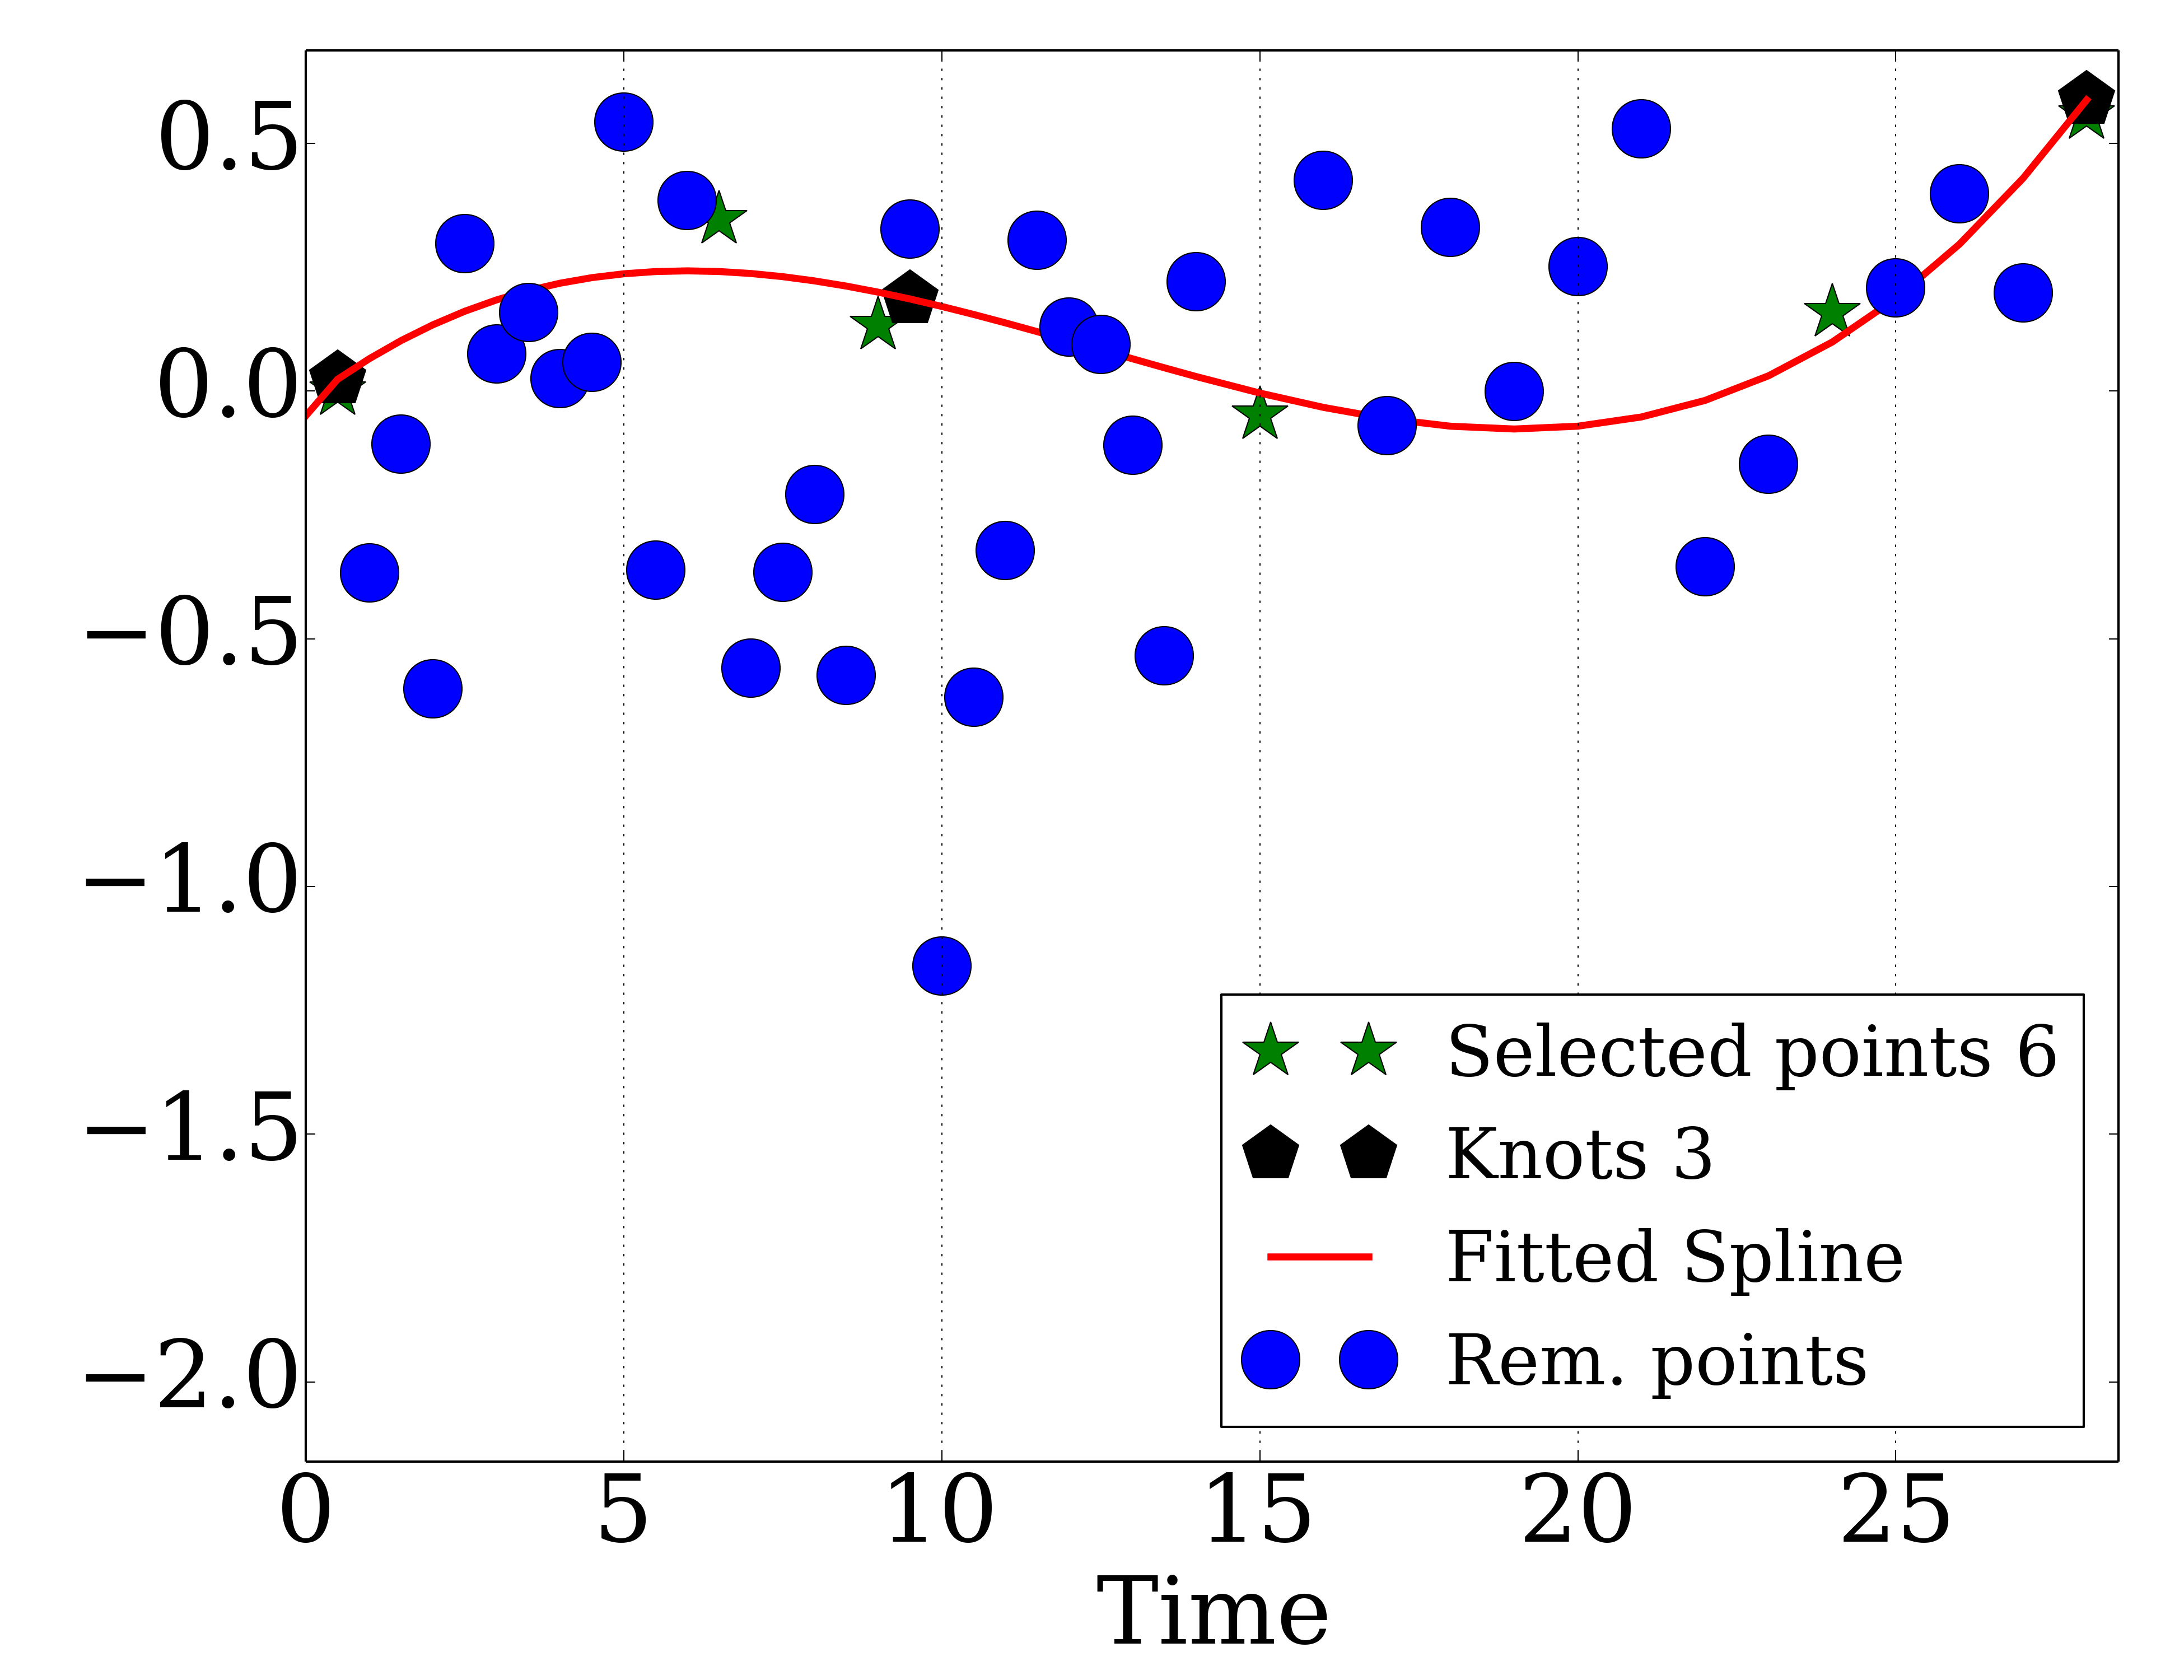 0.5
0.0
−0.5
−1.0
−1.5
−2.0
Selected points 6
Knots 3
Fitted Spline
Rem. points
0 5 10 15 20 25
Time